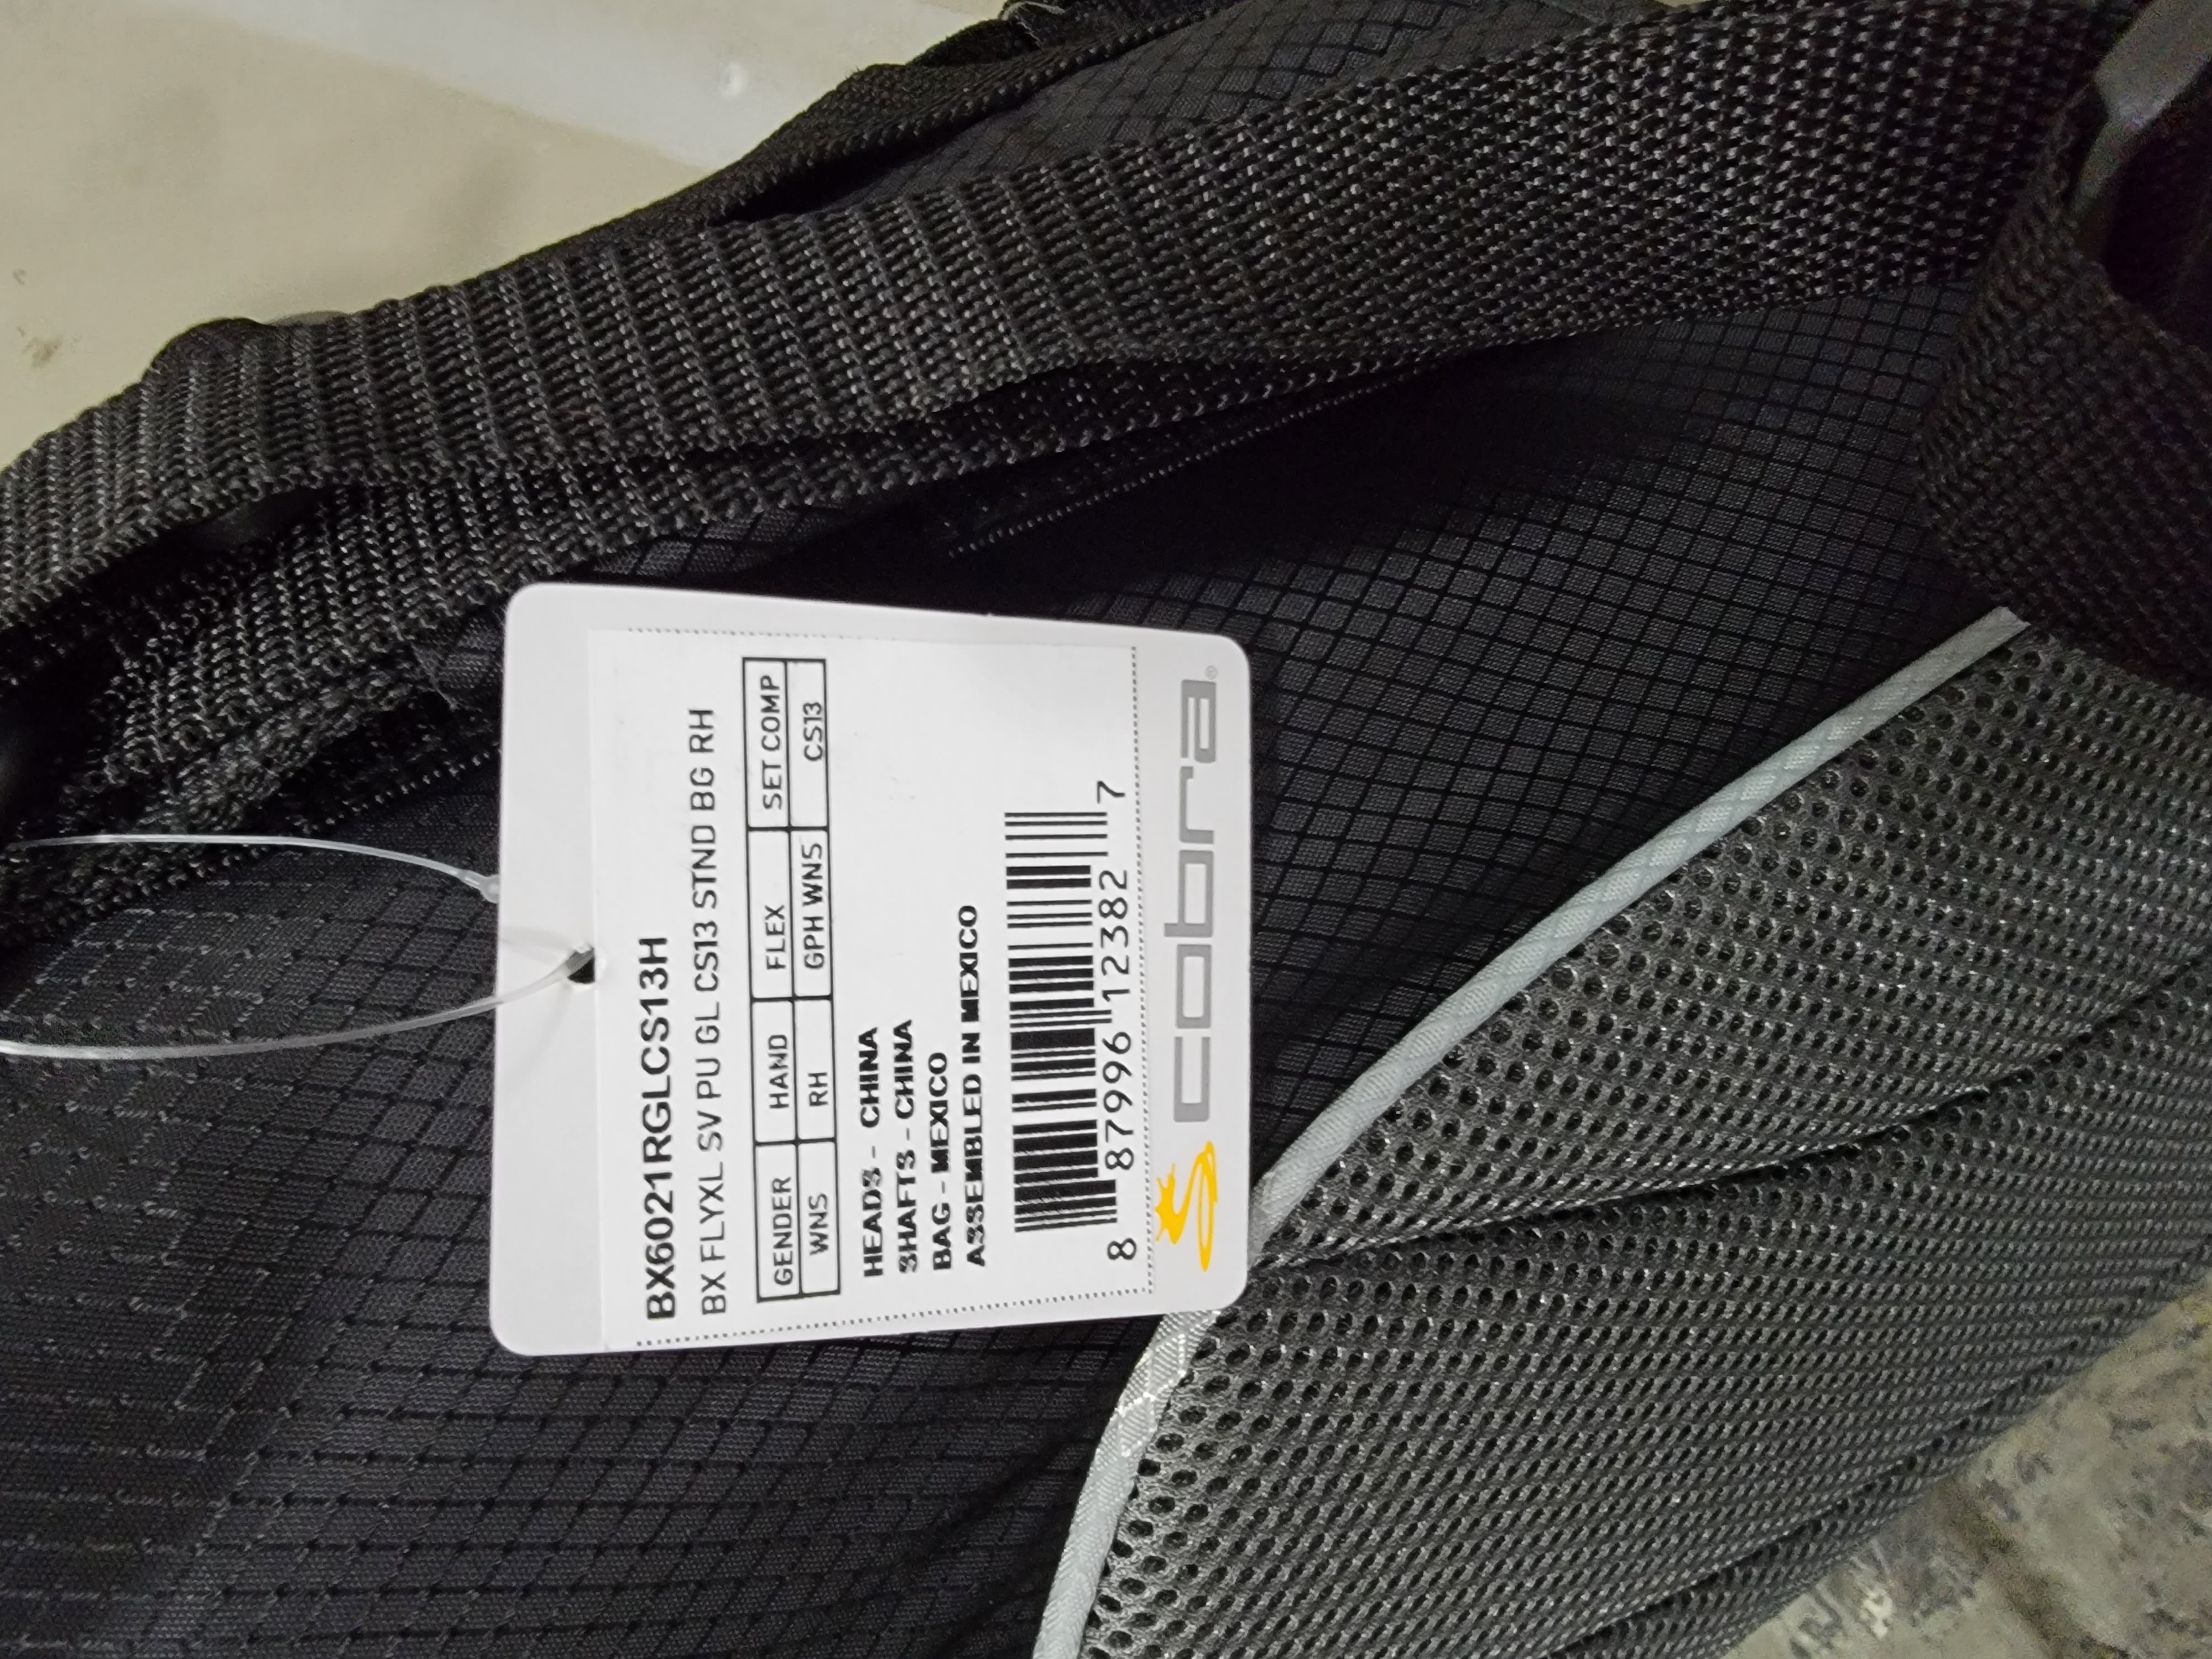 BX6021RGLCS13H
BX FLYXL SV PU GL CS13 STND BG RH
GENDER HAND FLEX SET COMP
WNS RH GPH WNS CS13
HEADS - CHINA
SHAFTS - CHINA
BAG - MEXICO
ASSEMBLED IN MEXICO
8 87996 12382 7
cobra®